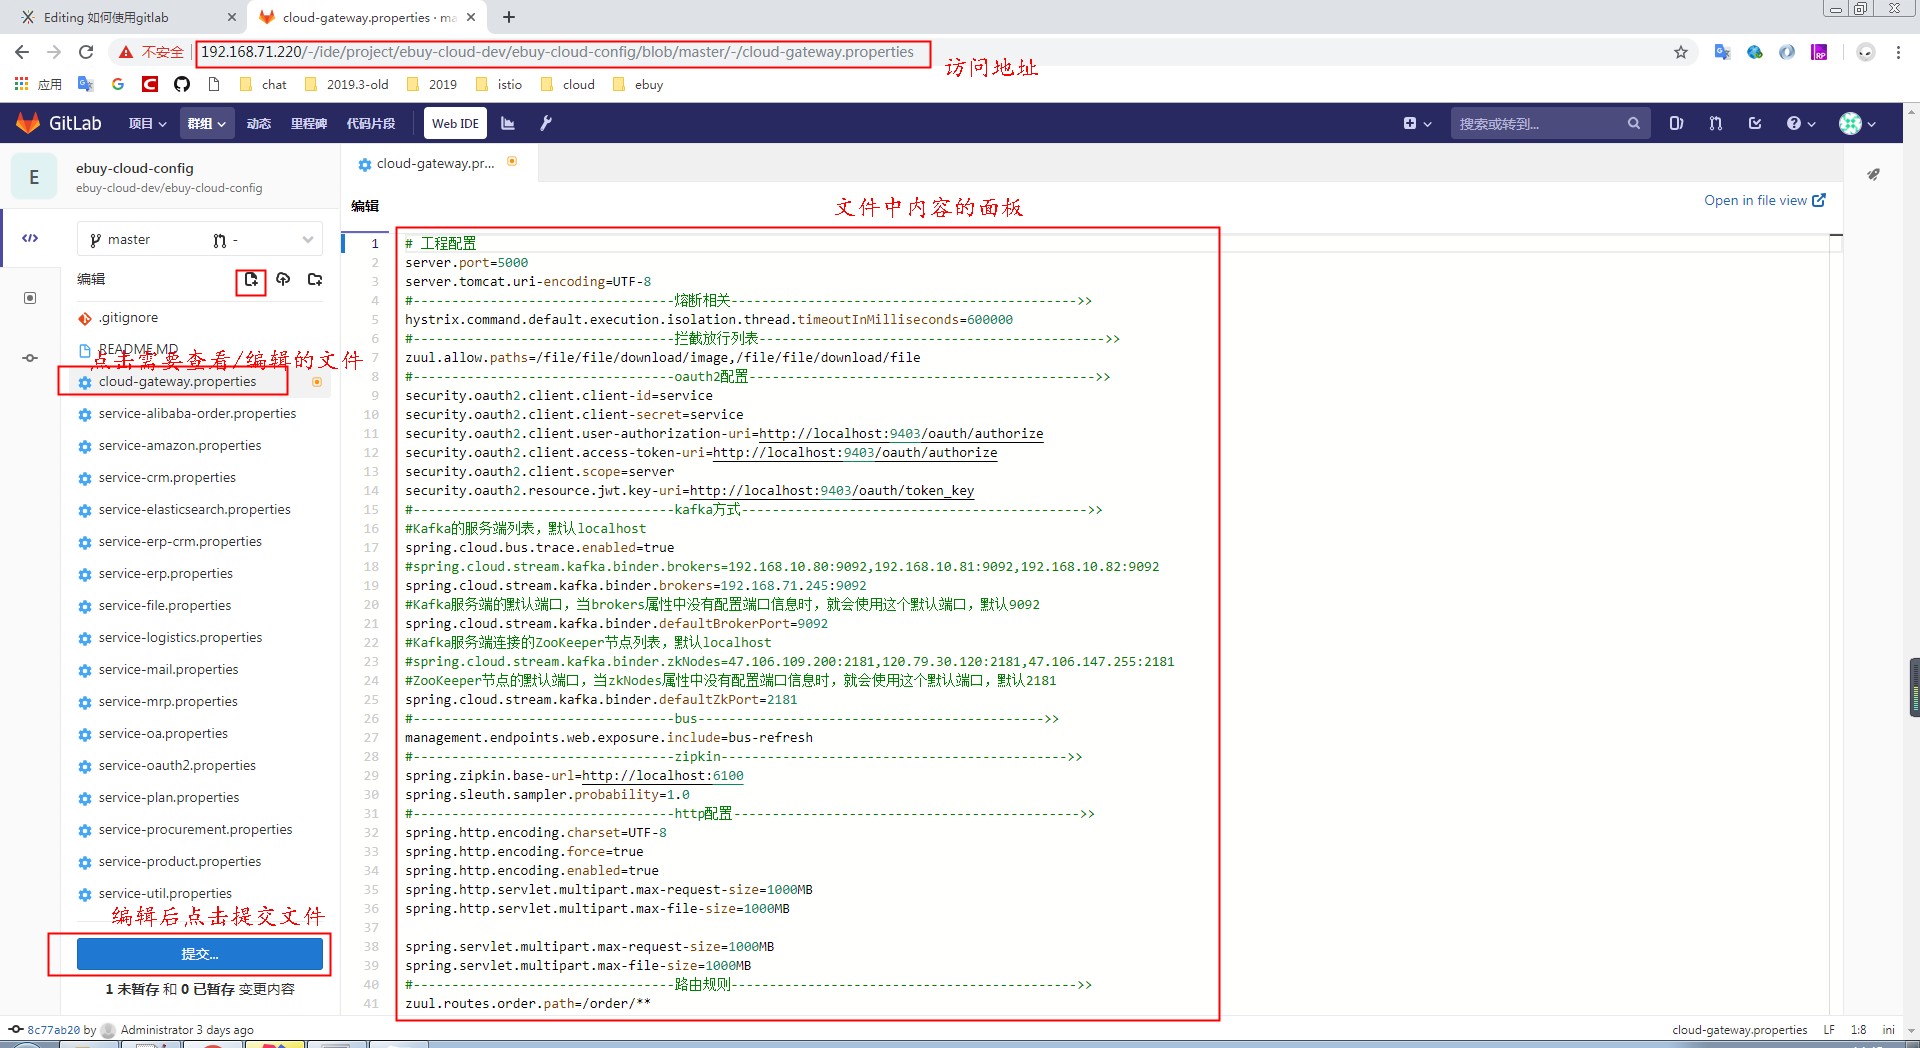 Editing 如何使用gitlab
cloud-gateway.properties · ma
不安全
192.168.71.220/-/ide/project/ebuy-cloud-dev/ebuy-cloud-config/blob/master/-/cloud-gateway.properties
访问地址
应用
chat
2019.3-old
2019
istio
cloud
ebuy
GitLab
项目
群组
动态
里程碑
代码片段
Web IDE
搜索或转到...
E
ebuy-cloud-config
ebuy-cloud-dev/ebuy-cloud-config
cloud-gateway.pr...
编辑
文件中内容的面板
Open in file view
master
-
编辑
.gitignore
README.MD
点击需要查看/编辑的文件
cloud-gateway.properties
service-alibaba-order.properties
service-amazon.properties
service-crm.properties
service-elasticsearch.properties
service-erp-crm.properties
service-erp.properties
service-file.properties
service-logistics.properties
service-mail.properties
service-mrp.properties
service-oa.properties
service-oauth2.properties
service-plan.properties
service-procurement.properties
service-product.properties
service-util.properties
编辑后点击提交文件
提交...
1 未暂存 和 0 已暂存 变更内容
1 # 工程配置
2 server.port=5000
3 server.tomcat.uri-encoding=UTF-8
4 #----------------------------------熔断相关--------------------------------------------->>
5 hystrix.command.default.execution.isolation.thread.timeoutInMilliseconds=600000
6 #----------------------------------拦截放行列表--------------------------------------------->>
7 zuul.allow.paths=/file/file/download/image,/file/file/download/file
8 #----------------------------------oauth2配置--------------------------------------------->>
9 security.oauth2.client.client-id=service
10 security.oauth2.client.client-secret=service
11 security.oauth2.client.user-authorization-uri=http://localhost:9403/oauth/authorize
12 security.oauth2.client.access-token-uri=http://localhost:9403/oauth/authorize
13 security.oauth2.client.scope=server
14 security.oauth2.resource.jwt.key-uri=http://localhost:9403/oauth/token_key
15 #----------------------------------kafka方式--------------------------------------------->>
16 #Kafka的服务端列表，默认localhost
17 spring.cloud.bus.trace.enabled=true
18 #spring.cloud.stream.kafka.binder.brokers=192.168.10.80:9092,192.168.10.81:9092,192.168.10.82:9092
19 spring.cloud.stream.kafka.binder.brokers=192.168.71.245:9092
20 #Kafka服务端的默认端口，当brokers属性中没有配置端口信息时，就会使用这个默认端口，默认9092
21 spring.cloud.stream.kafka.binder.defaultBrokerPort=9092
22 #Kafka服务端连接的ZooKeeper节点列表，默认localhost
23 #spring.cloud.stream.kafka.binder.zkNodes=47.106.109.200:2181,120.79.30.120:2181,47.106.147.255:2181
24 #ZooKeeper节点的默认端口，当zkNodes属性中没有配置端口信息时，就会使用这个默认端口，默认2181
25 spring.cloud.stream.kafka.binder.defaultZkPort=2181
26 #----------------------------------bus--------------------------------------------->>
27 management.endpoints.web.exposure.include=bus-refresh
28 #----------------------------------zipkin--------------------------------------------->>
29 spring.zipkin.base-url=http://localhost:6100
30 spring.sleuth.sampler.probability=1.0
31 #----------------------------------http配置--------------------------------------------->>
32 spring.http.encoding.charset=UTF-8
33 spring.http.encoding.force=true
34 spring.http.encoding.enabled=true
35 spring.http.servlet.multipart.max-request-size=1000MB
36 spring.http.servlet.multipart.max-file-size=1000MB
37
38 spring.servlet.multipart.max-request-size=1000MB
39 spring.servlet.multipart.max-file-size=1000MB
40 #----------------------------------路由规则--------------------------------------------->>
41 zuul.routes.order.path=/order/**
8c77ab20 by Administrator 3 days ago
cloud-gateway.properties LF 1:8 ini